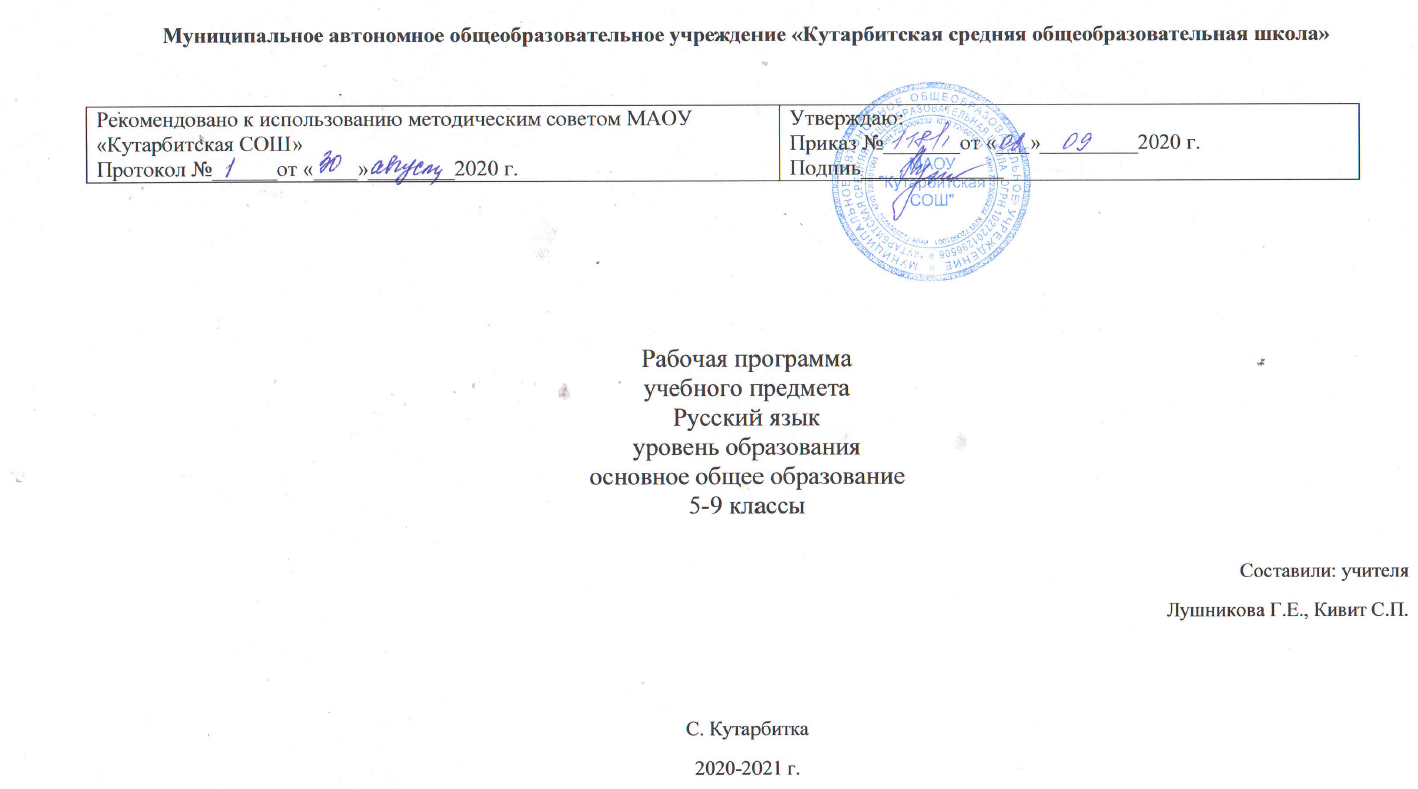 Муниципальное автономное общеобразовательное учреждение «Кутарбитская средняя общеобразовательная школа»
Рекомендовано к использованию методическим советом МАОУ
«Кутарбитская СОШ»
Протокол № 1 от « 30 » августа 2020 г.
Утверждаю:
Приказ № от « » 09 2020 г.
Подпись
МАОУ
"Кутарбитская
СОШ"
Рабочая программа
учебного предмета
Русский язык
уровень образования
основное общее образование
5-9 классы
Составили: учителя
Лушникова Г.Е., Кивит С.П.
С. Кутарбитка
2020-2021 г.